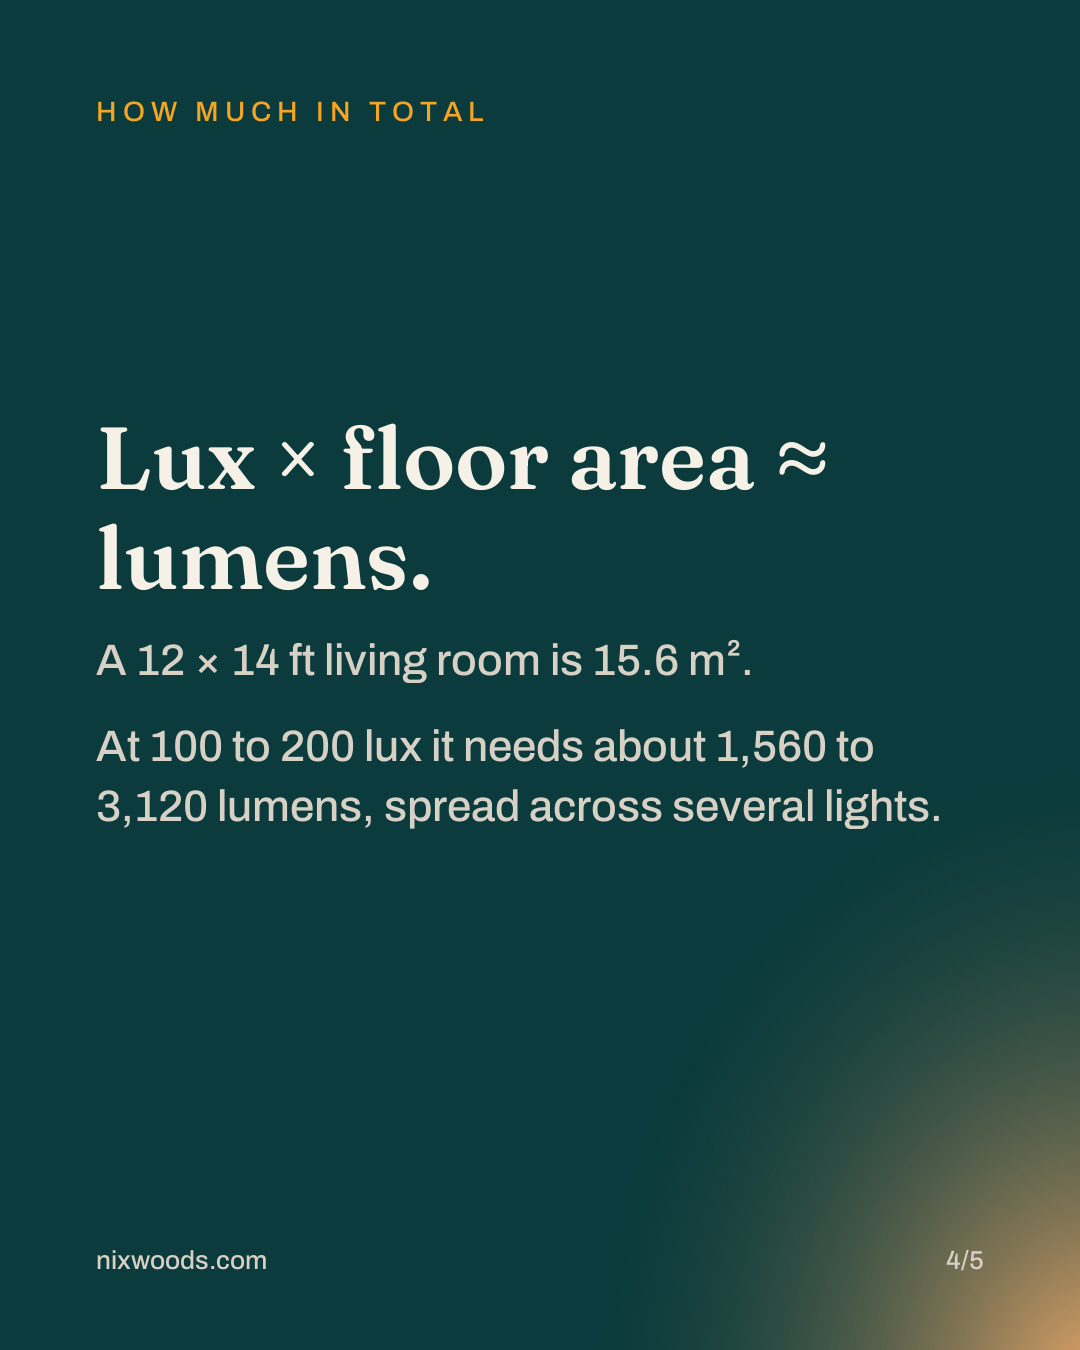 HOW MUCH IN TOTAL
Lux × floor area ≈
lumens.
A 12 × 14 ft living room is 15.6 m².
At 100 to 200 lux it needs about 1,560 to
3,120 lumens, spread across several lights.
nixwoods.com
4/5